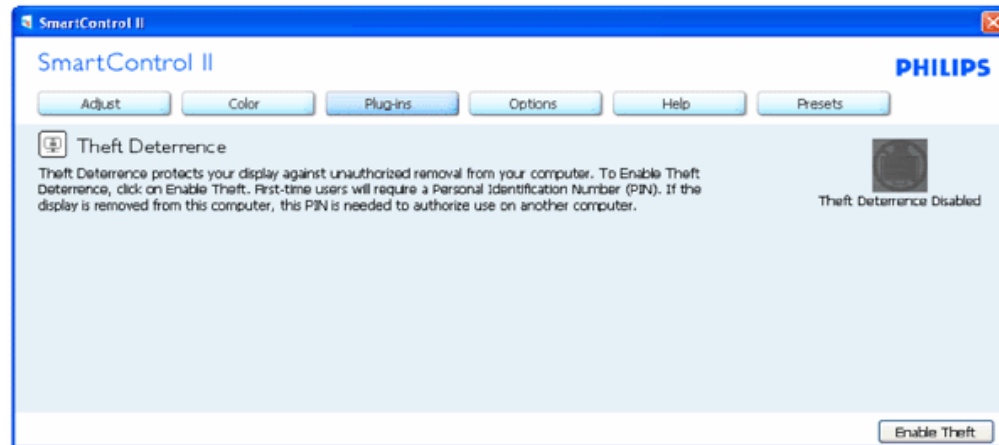 SmartControl II
SmartControl II
PHILIPS
Adjust Color Plug-ins Options Help Presets
Theft Deterrence
Theft Deterrence protects your display against unauthorized removal from your computer. To Enable Theft
Deterrence, click on Enable Theft. First-time users will require a Personal Identification Number (PIN). If the
display is removed from this computer, this PIN is needed to authorize use on another computer.
Theft Deterrence Disabled
Enable Theft